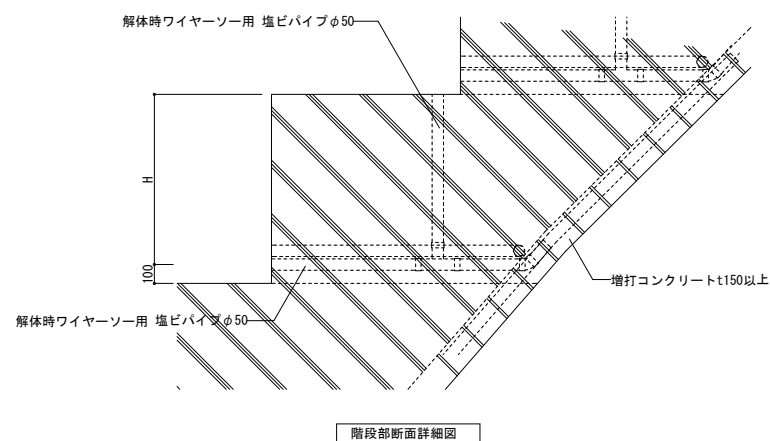 解体時ワイヤーソー用 塩ビパイプφ50
H
100
増打コンクリートt150以上
解体時ワイヤーソー用 塩ビパイプφ50
階段部断面詳細図